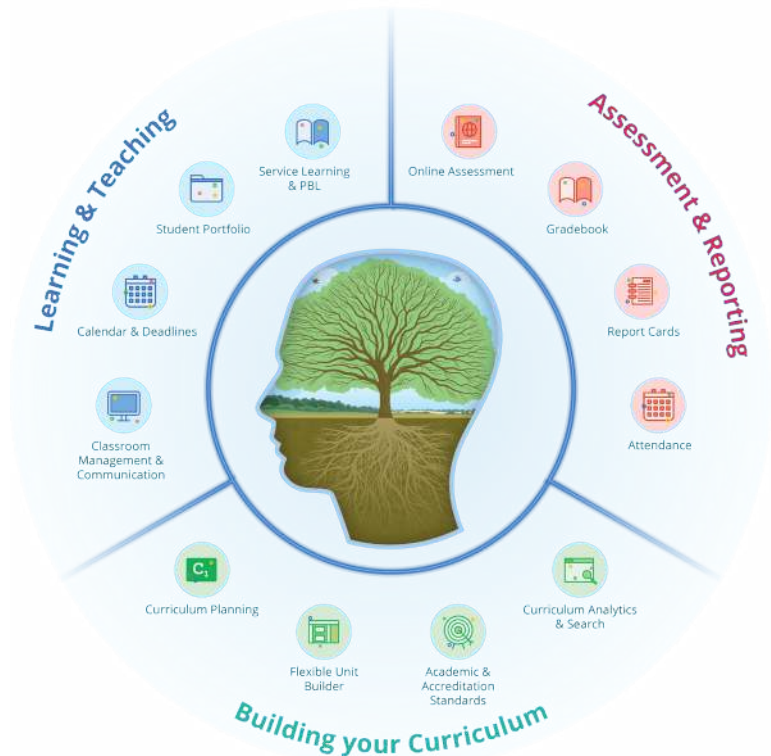 Learning & Teaching
Service Learning
& PBL
Student Portfolio
Calendar & Deadlines
Classroom
Management &
Communication
Assessment & Reporting
Online Assessment
Gradebook
Report Cards
Attendance
C₁
Curriculum Planning
Flexible Unit
Builder
Academic &
Accreditation
Standards
Curriculum Analytics
& Search
Building your Curriculum